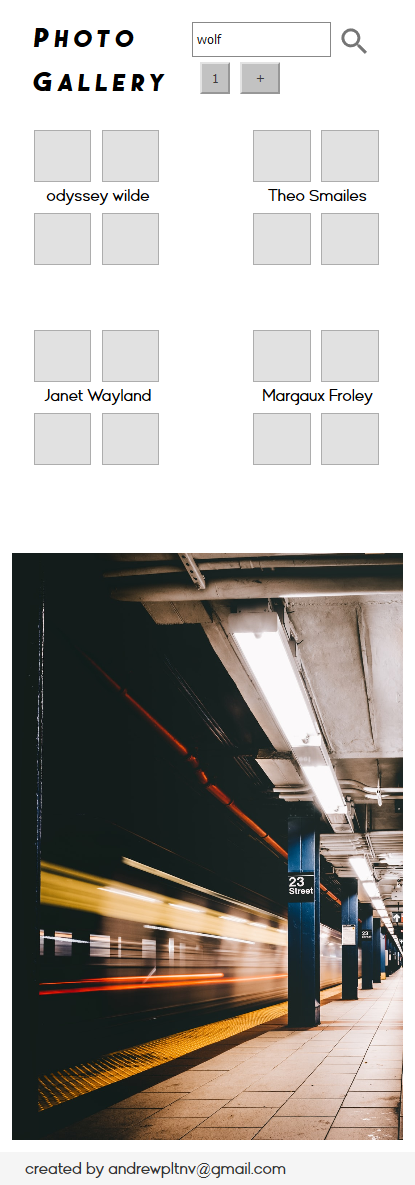 PHOTO
GALLERY
wolf
1 +
odyssey wilde
Theo Smailes
Janet Wayland
Margaux Froley
23
Street
23
created by andrewpltnv@gmail.com